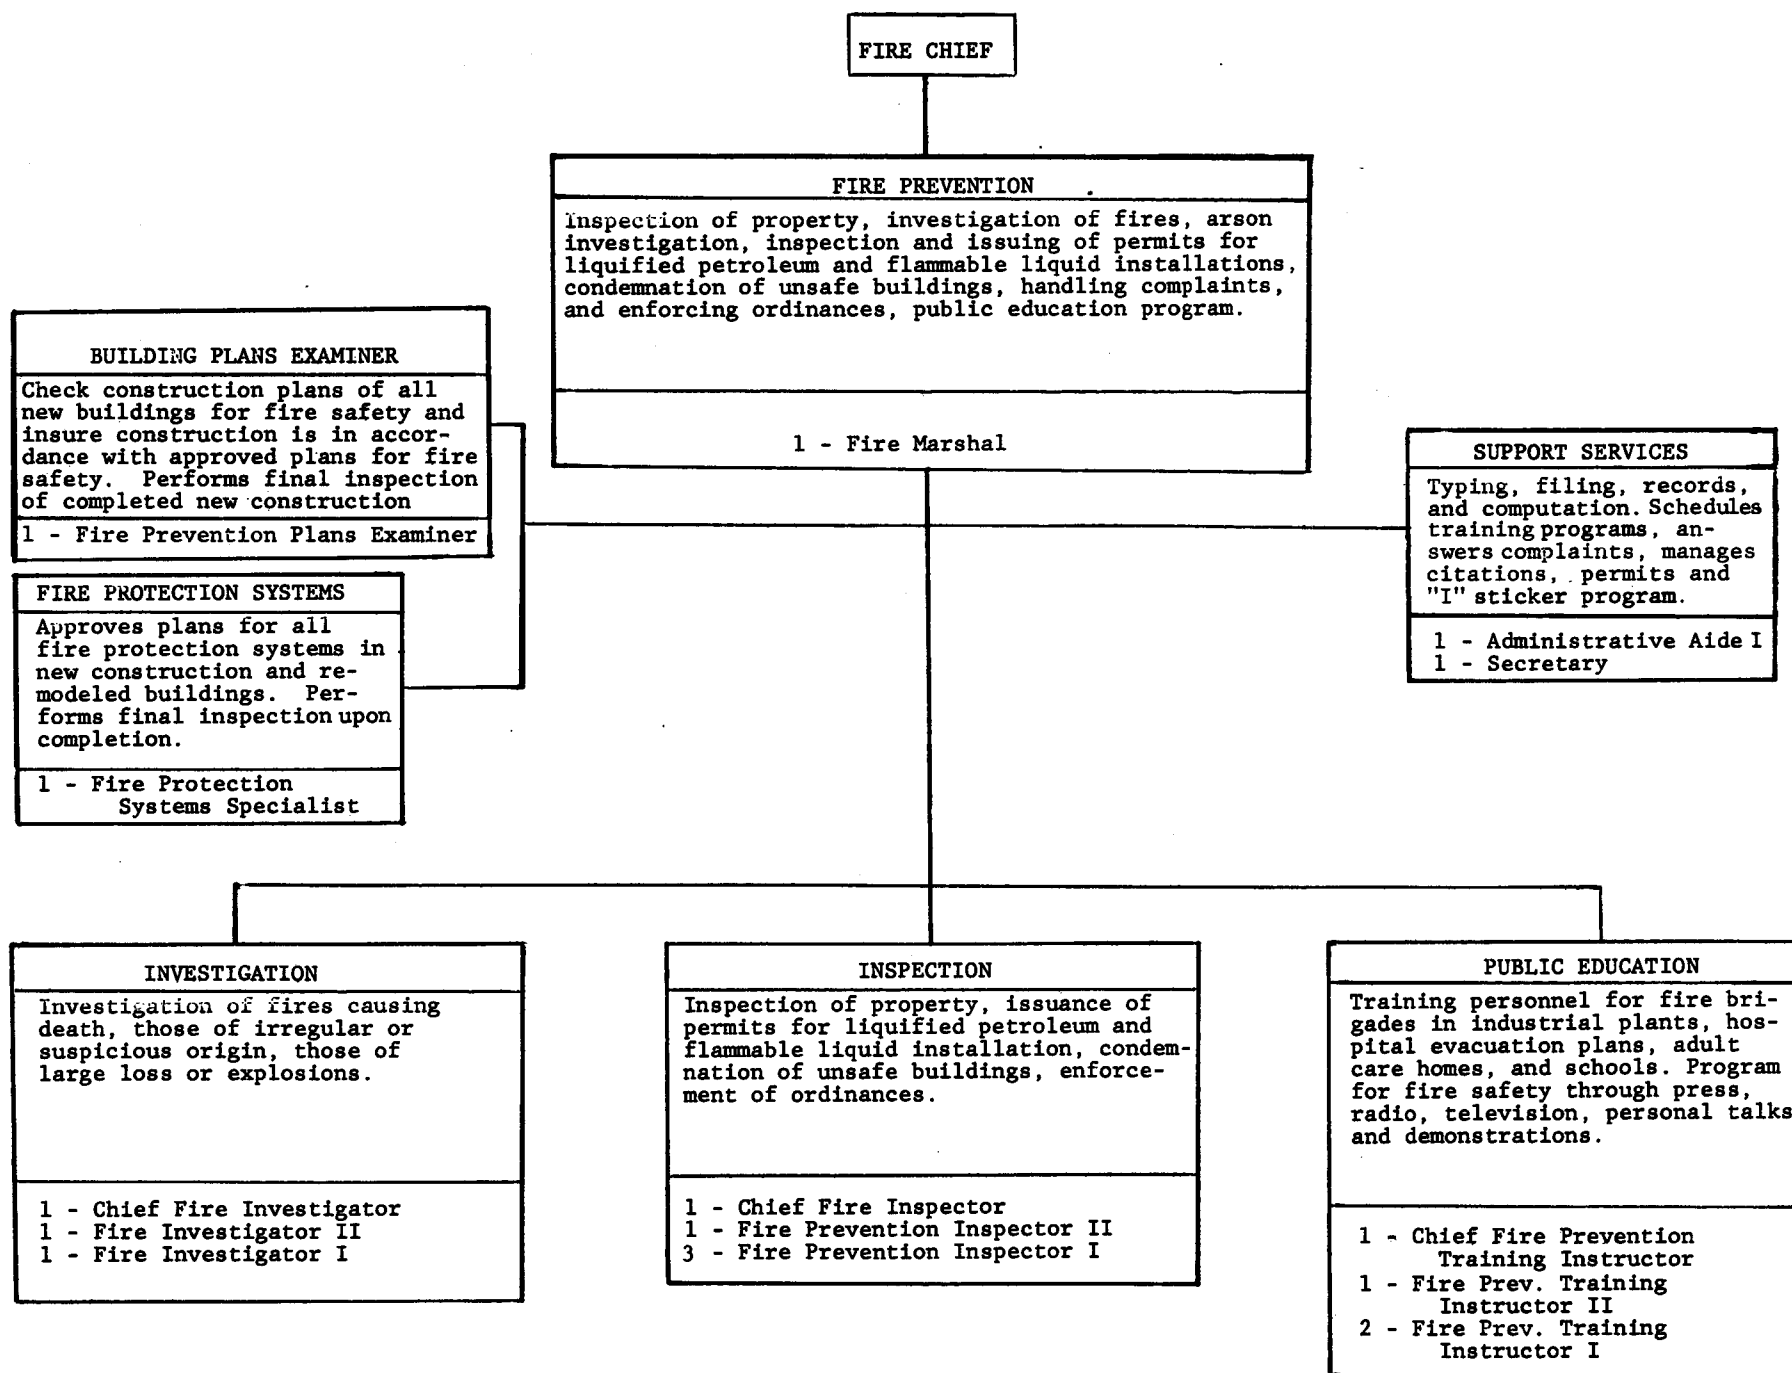 FIRE CHIEF
FIRE PREVENTION
Inspection of property, investigation of fires, arson
investigation, inspection and issuing of permits for
liquified petroleum and flammable liquid installations,
condemnation of unsafe buildings, handling complaints,
and enforcing ordinances, public education program.
1 - Fire Marshal
BUILDING PLANS EXAMINER
Check construction plans of all
new buildings for fire safety and
insure construction is in accor-
dance with approved plans for fire
safety. Performs final inspection
of completed new construction
1 - Fire Prevention Plans Examiner
FIRE PROTECTION SYSTEMS
Approves plans for all
fire protection systems in
new construction and re-
modeled buildings. Per-
forms final inspection upon
completion.
1 - Fire Protection
Systems Specialist
SUPPORT SERVICES
Typing, filing, records,
and computation. Schedules
training programs, an-
swers complaints, manages
citations, permits and
"I" sticker program.
1 - Administrative Aide I
1 - Secretary
INVESTIGATION
Investigation of fires causing
death, those of irregular or
suspicious origin, those of
large loss or explosions.
1 - Chief Fire Investigator
1 - Fire Investigator II
1 - Fire Investigator I
INSPECTION
Inspection of property, issuance of
permits for liquified petroleum and
flammable liquid installation, condem-
nation of unsafe buildings, enforce-
ment of ordinances.
1 - Chief Fire Inspector
1 - Fire Prevention Inspector II
3 - Fire Prevention Inspector I
PUBLIC EDUCATION
Training personnel for fire bri-
gades in industrial plants, hos-
pital evacuation plans, adult
care homes, and schools. Program
for fire safety through press,
radio, television, personal talks
and demonstrations.
1 - Chief Fire Prevention
Training Instructor
1 - Fire Prev. Training
Instructor II
2 - Fire Prev. Training
Instructor I